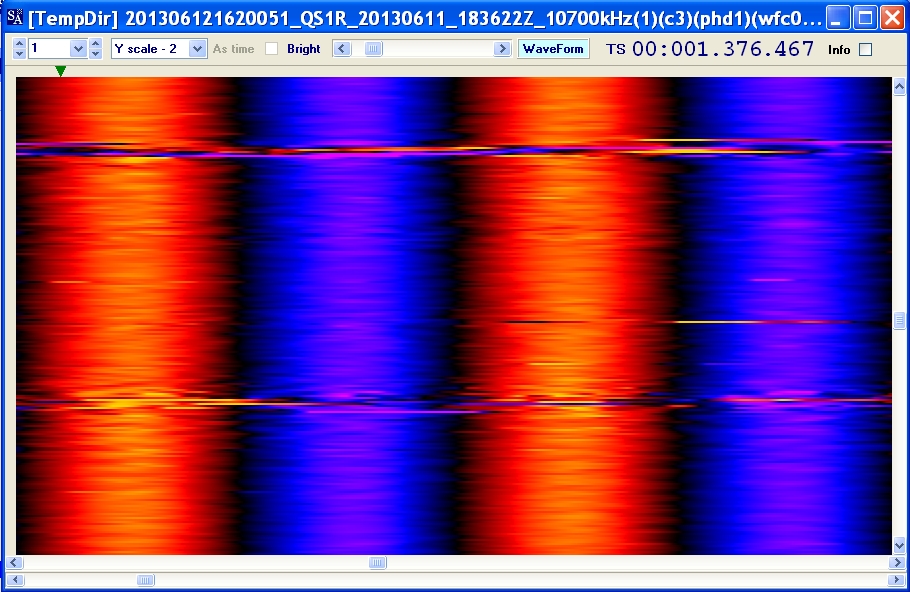 SA [TempDir] 201306121620051_QS1R_20130611_183622Z_10700kHz(1)(c3)(phd1)(wfc0...
1 Y scale - 2 As time Bright WaveForm TS 00:001.376.467 Info